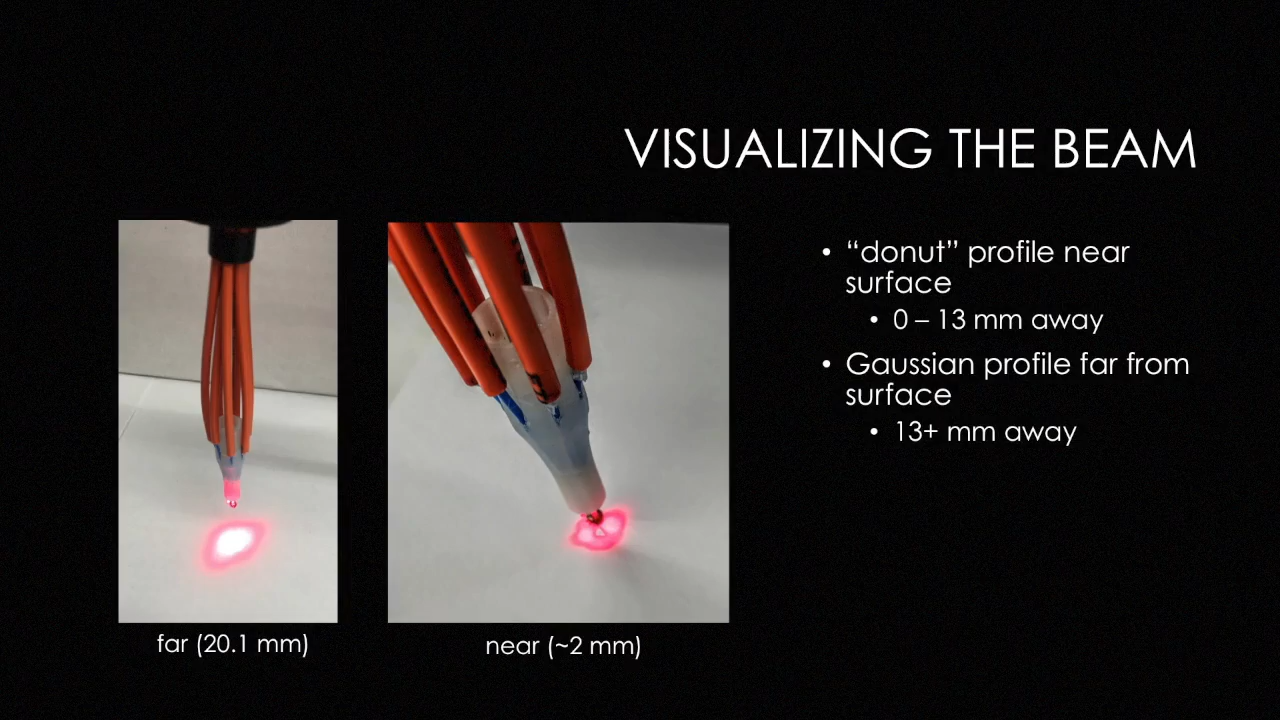 VISUALIZING THE BEAM
• “donut” profile near
surface
• 0 – 13 mm away
• Gaussian profile far from
surface
• 13+ mm away
far (20.1 mm)
near (~2 mm)